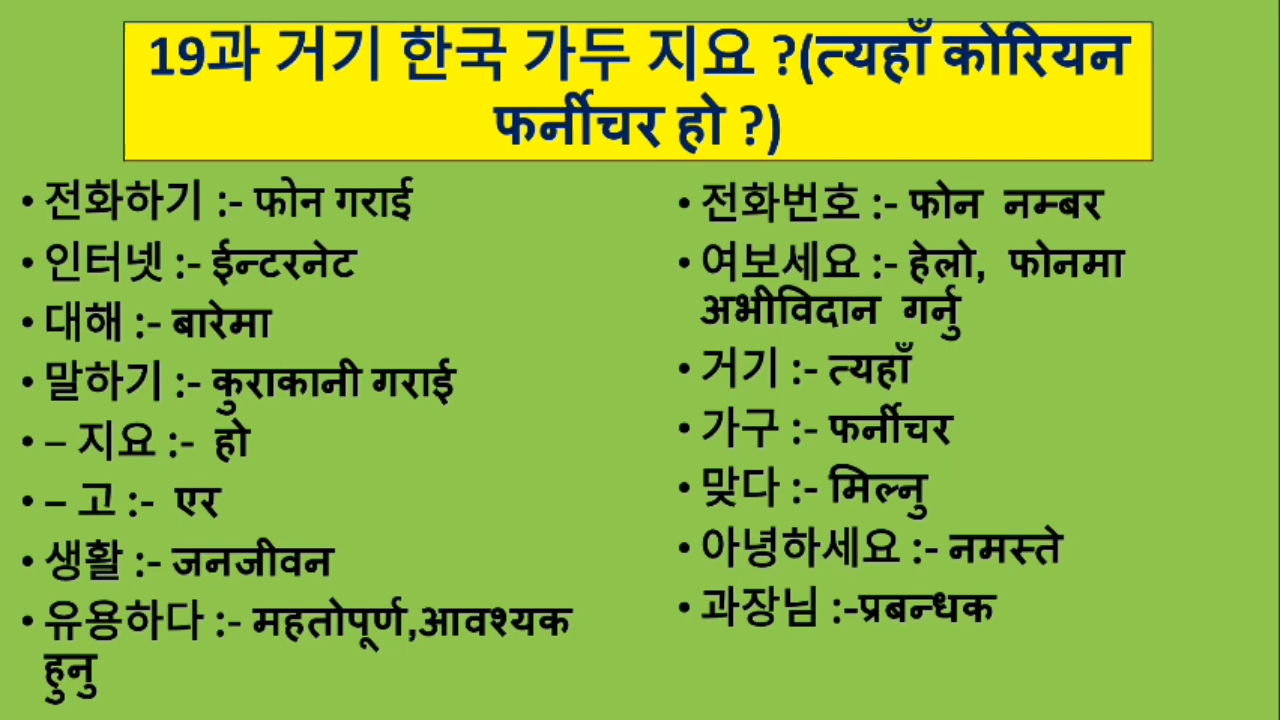 19과 거기 한국 가두 지요 ?(त्यहाँ कोरियन
फर्नीचर हो ?)
• 전화하기 :- फोन गराई
• 인터넷 :- ईन्टरनेट
• 대해 :- बारेमा
• 말하기 :- कुराकानी गराई
• – 지요 :- हो
• – 고 :- एर
• 생활 :- जनजीवन
• 유용하다 :- महतोपूर्ण,आवश्यक
हुनु
• 전화번호 :- फोन नम्बर
• 여보세요 :- हेलो, फोनमा
अभीविदान गर्नु
• 거기 :- त्यहाँ
• 가구 :- फर्नीचर
• 맞다 :- मिल्नु
• 아녕하세요 :- नमस्ते
• 과장님 :-प्रबन्धक